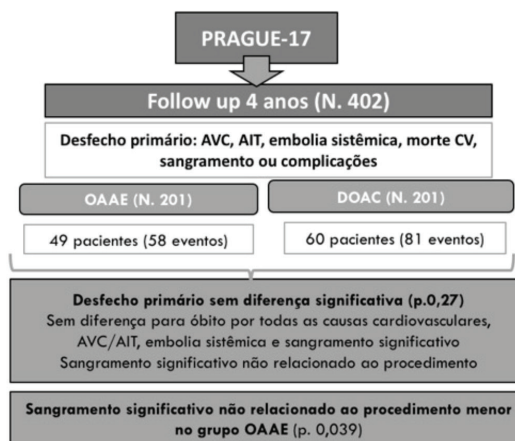 PRAGUE-17
Follow up 4 anos (N. 402)
Desfecho primário: AVC, AIT, embolia sistêmica, morte CV,
sangramento ou complicações
OAAE (N. 201)
DOAC (N. 201)
49 pacientes (58 eventos)
60 pacientes (81 eventos)
Desfecho primário sem diferença significativa (p.0,27)
Sem diferença para óbito por todas as causas cardiovasculares,
AVC/AIT, embolia sistêmica e sangramento significativo
Sangramento significativo não relacionado ao procedimento
Sangramento significativo não relacionado ao procedimento menor
no grupo OAAE (p. 0,039)